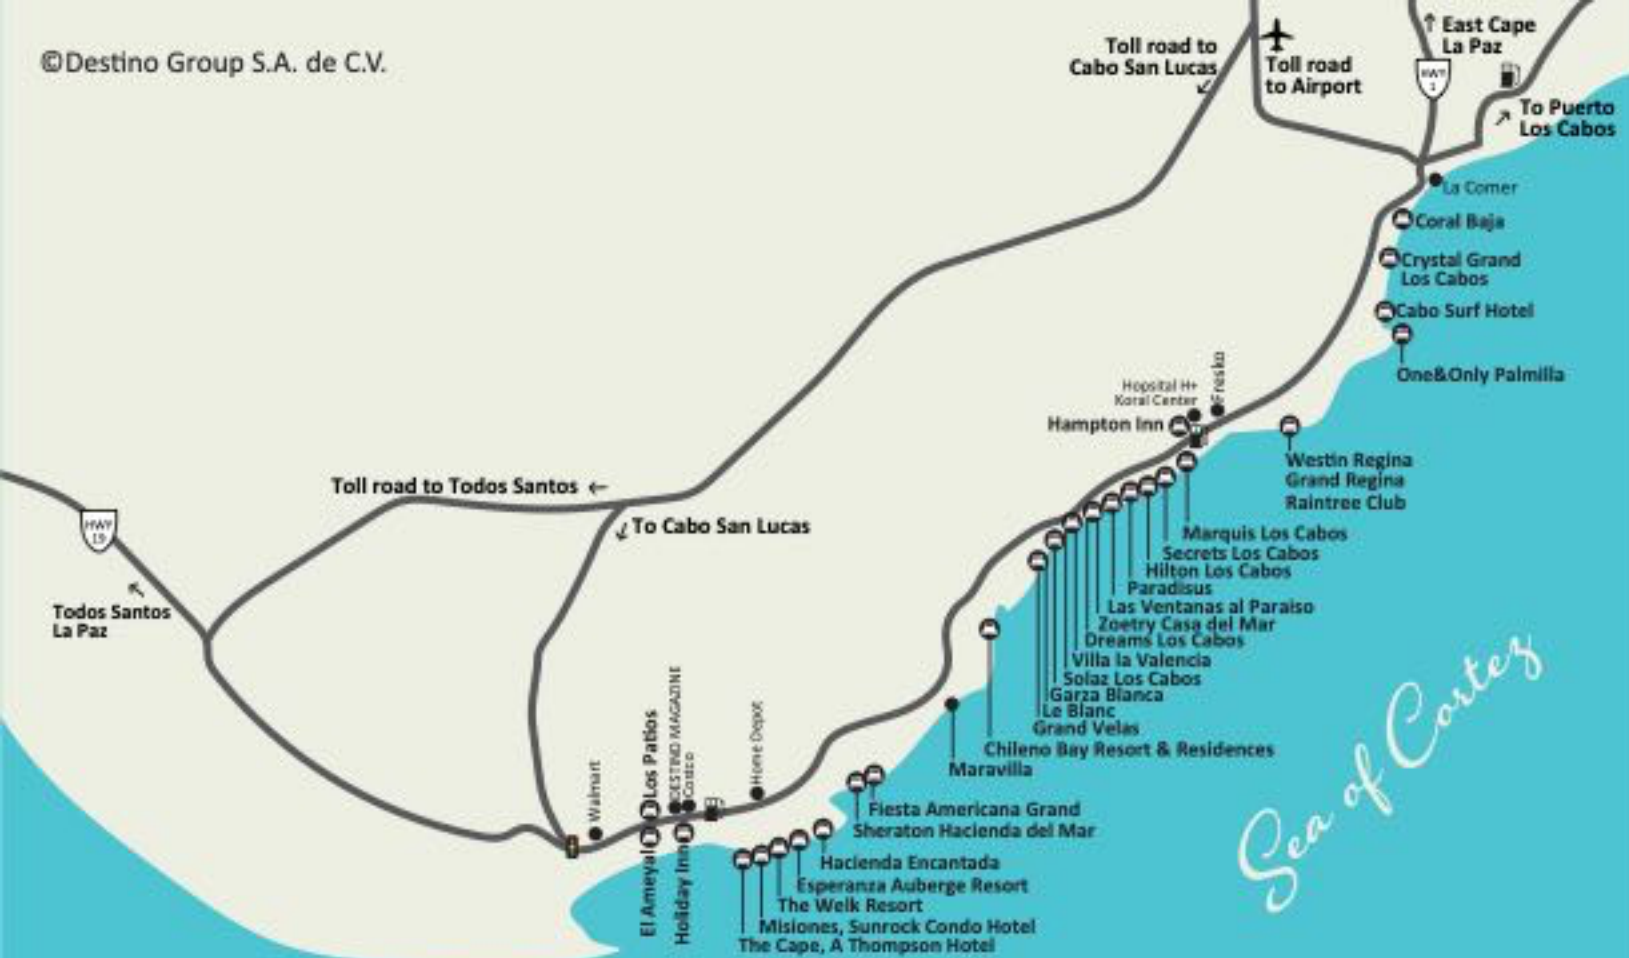 ©Destino Group S.A. de C.V.
Toll road to
Cabo San Lucas
Toll road
to Airport
East Cape
La Paz
HWY
1
To Puerto
Los Cabos
La Comer
Coral Baja
Crystal Grand
Los Cabos
Cabo Surf Hotel
One&Only Palmilla
Fresko
Hopsital H+
Koral Center
Hampton Inn
Westin Regina
Grand Regina
Raintree Club
Toll road to Todos Santos
To Cabo San Lucas
HWY
19
Todos Santos
La Paz
Marquis Los Cabos
Secrets Los Cabos
Hilton Los Cabos
Paradisus
Las Ventanas al Paraiso
Zoetry Casa del Mar
Dreams Los Cabos
Villa la Valencia
Solaz Los Cabos
Garza Blanca
Le Blanc
Grand Velas
Chileno Bay Resort & Residences
Maravilla
Sea of Cortez
Walmart
Los Patios
DESTINO MAGAZINE
Costco
Home Depot
Fiesta Americana Grand
Sheraton Hacienda del Mar
El Ameyal
Holiday Inn
Hacienda Encantada
Esperanza Auberge Resort
The Welk Resort
Misiones, Sunrock Condo Hotel
The Cape, A Thompson Hotel